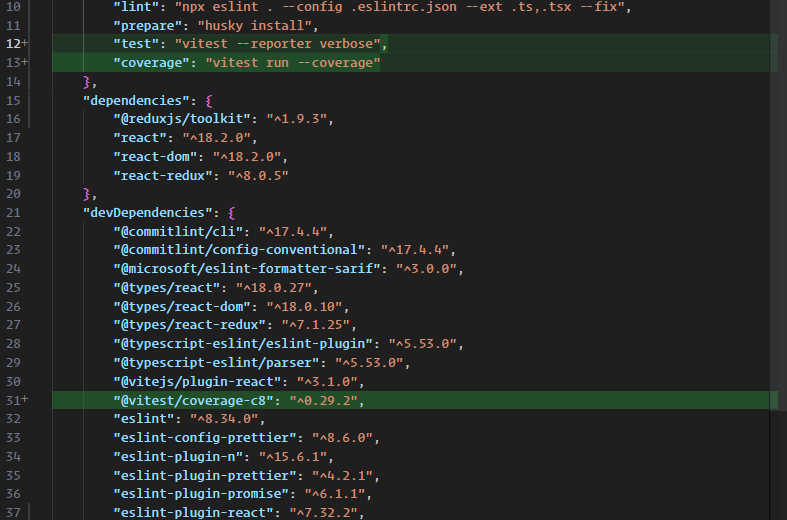 10 "lint": "npx eslint . --config .eslintrc.json --ext .ts,.tsx --fix",
11 "prepare": "husky install",
12+ "test": "vitest --reporter verbose",
13+ "coverage": "vitest run --coverage"
14 },
15 "dependencies": {
16 "@reduxjs/toolkit": "^1.9.3",
17 "react": "^18.2.0",
18 "react-dom": "^18.2.0",
19 "react-redux": "^8.0.5"
20 },
21 "devDependencies": {
22 "@commitlint/cli": "^17.4.4",
23 "@commitlint/config-conventional": "^17.4.4",
24 "@microsoft/eslint-formatter-sarif": "^3.0.0",
25 "@types/react": "^18.0.27",
26 "@types/react-dom": "^18.0.10",
27 "@types/react-redux": "^7.1.25",
28 "@typescript-eslint/eslint-plugin": "^5.53.0",
29 "@typescript-eslint/parser": "^5.53.0",
30 "@vitejs/plugin-react": "^3.1.0",
31+ "@vitest/coverage-c8": "^0.29.2",
32 "eslint": "^8.34.0",
33 "eslint-config-prettier": "^8.6.0",
34 "eslint-plugin-n": "^15.6.1",
35 "eslint-plugin-prettier": "^4.2.1",
36 "eslint-plugin-promise": "^6.1.1",
37 "eslint-plugin-react": "^7.32.2",